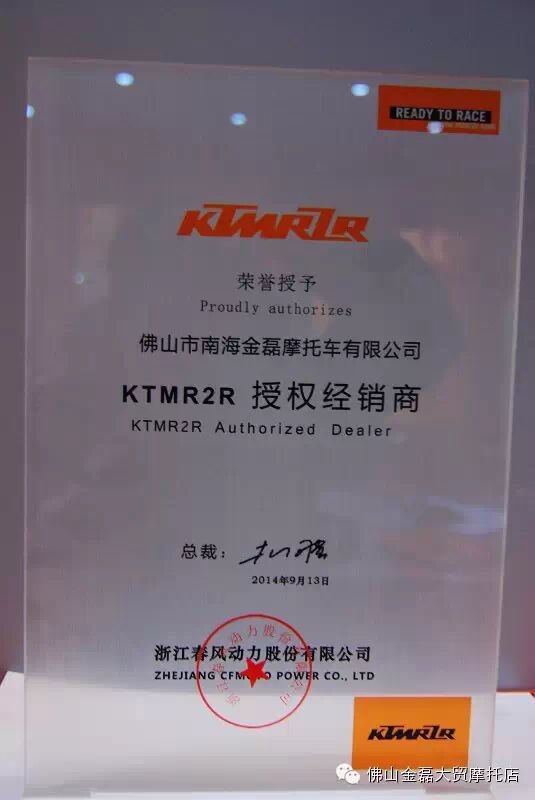 READY TO RACE
KTMR2R
荣誉授予
Proudly authorizes
佛山市南海金磊摩托车有限公司
KTMR2R 授权经销商
KTMR2R Authorized Dealer
总裁：
2014年9月13日
浙江春风动力股份有限公司
ZHEJIANG CFMOTO POWER CO., LTD
KTMR2R
佛山金磊大贸摩托店